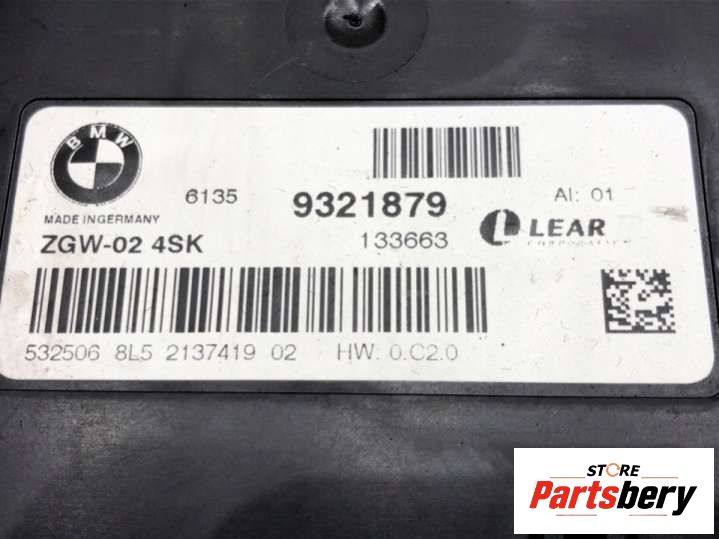 BMW
6135 9321879 AI: 01
MADE INGERMANY
ZGW-02 4SK 133663 LEAR
CORPORATION
532506 8L5 2137419 02 HW: 0.C2.0
STORE
Partsbery